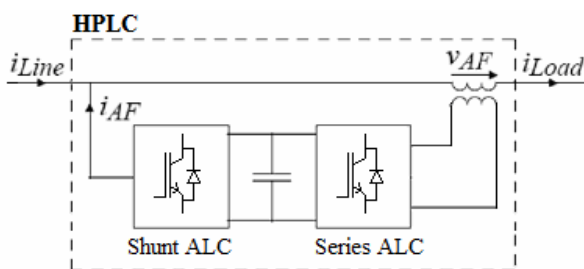 HPLC
iLine
vAF
iLoad
iAF
Shunt ALC
Series ALC